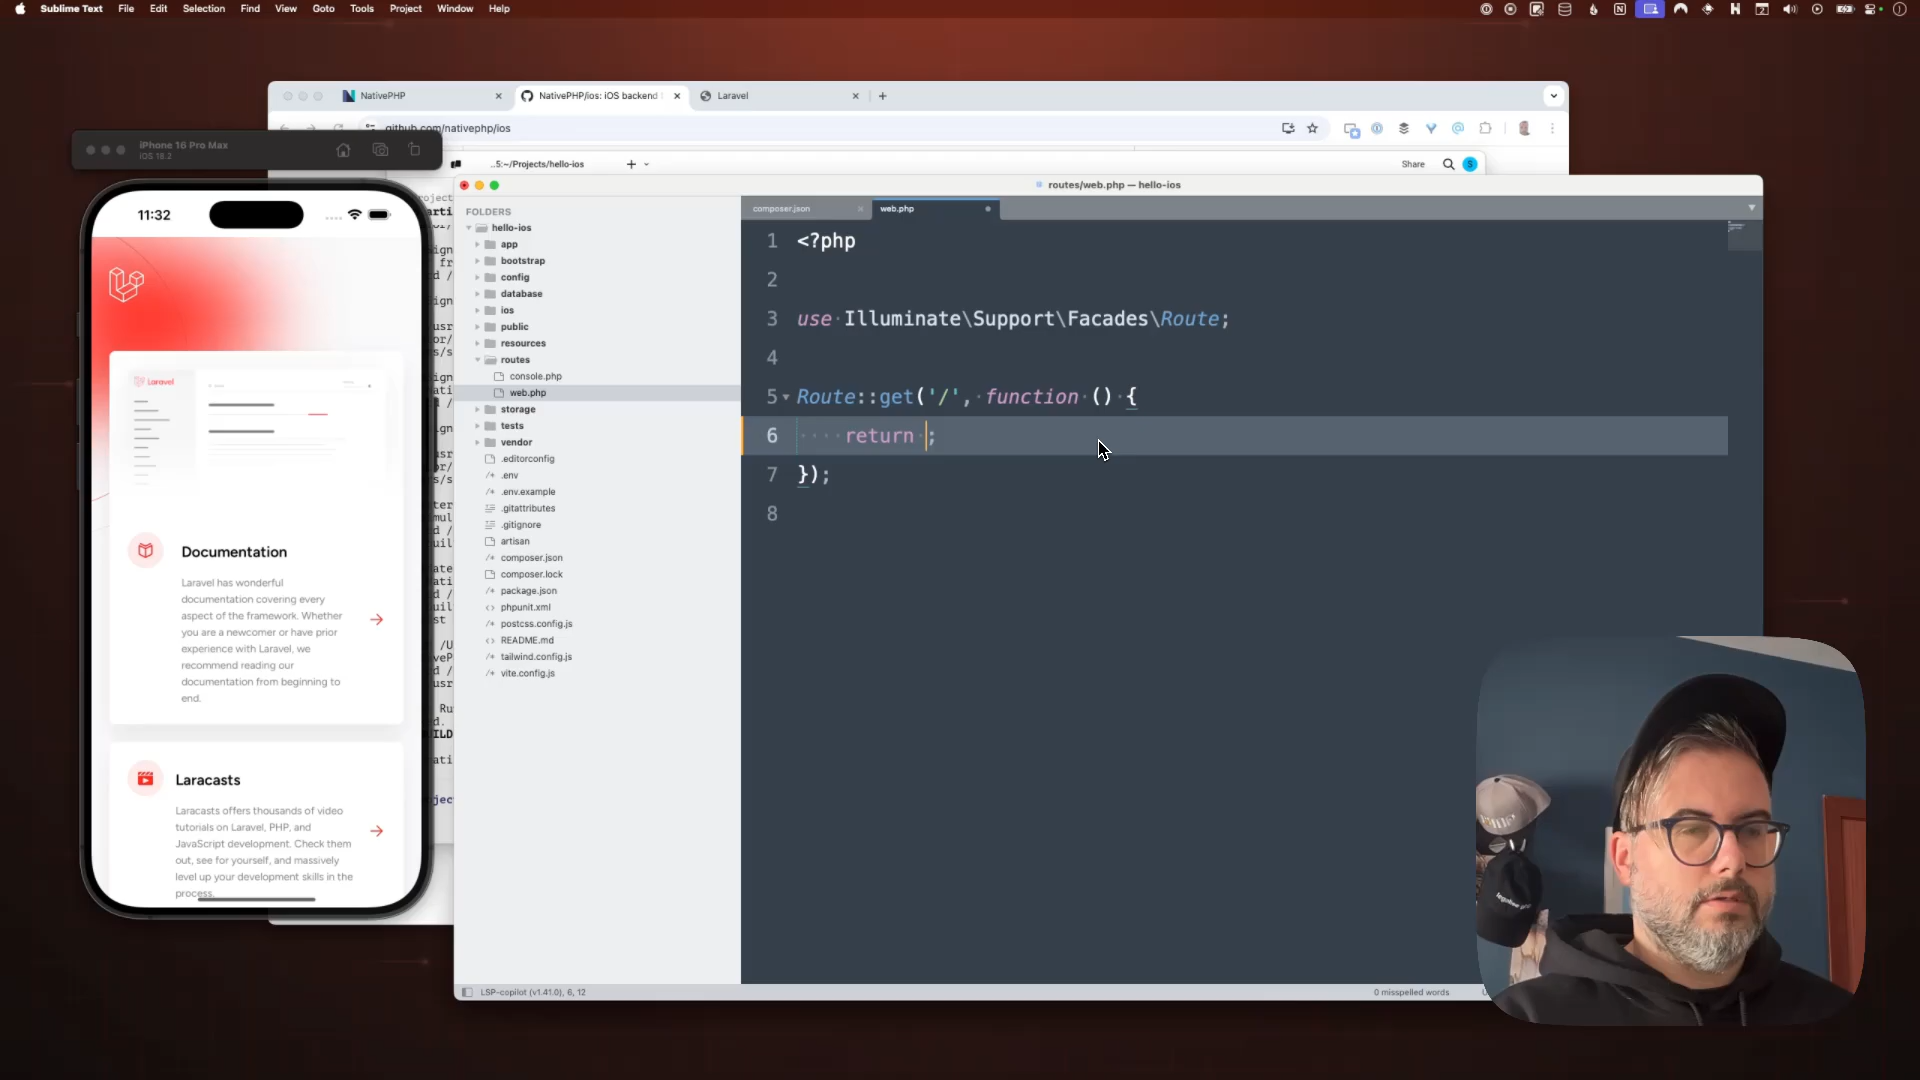 Sublime Text File Edit Selection Find View Goto Tools Project Window Help
NativePHP
NativePHP/ios: iOS backend
Laravel
github.com/nativephp/ios
iPhone 16 Pro Max
iOS 18.2
..5:~/Projects/hello-ios
Share
S
routes/web.php — hello-ios
composer.json
web.php
FOLDERS
hello-ios
app
bootstrap
config
database
ios
public
resources
routes
console.php
web.php
storage
tests
vendor
.editorconfig
.env
.env.example
.gitattributes
.gitignore
artisan
composer.json
composer.lock
package.json
phpunit.xml
postcss.config.js
README.md
tailwind.config.js
vite.config.js
1 <?php
2
3 use Illuminate\Support\Facades\Route;
4
5 Route::get('/', function () {
6 return ;
7 });
8
LSP-copilot (v1.41.0), 6, 12
0 misspelled words
11:32
Laravel
Documentation
Laravel has wonderful
documentation covering every
aspect of the framework. Whether
you are a newcomer or have prior
experience with Laravel, we
recommend reading our
documentation from beginning to
end.
Laracasts
Laracasts offers thousands of video
tutorials on Laravel, PHP, and
JavaScript development. Check them
out, see for yourself, and massively
level up your development skills in the
process.